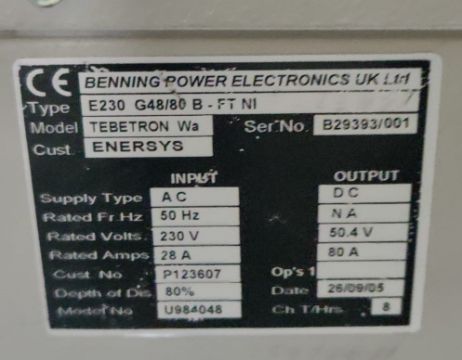 CE BENNING POWER ELECTRONICS UK Ltd
Type E230 G48/80 B - FT NI
Model TEBETRON Wa Ser.No. B29393/001
Cust. ENERSYS
INPUT OUTPUT
Supply Type AC DC
Rated Fr.Hz 50 Hz NA
Rated Volts. 230 V 50.4 V
Rated Amps 28 A 80 A
Cust. No P123607 Op's 1
Depth of Dis 80% Date 26/09/05
Model No U984048 Ch T/Hrs 8